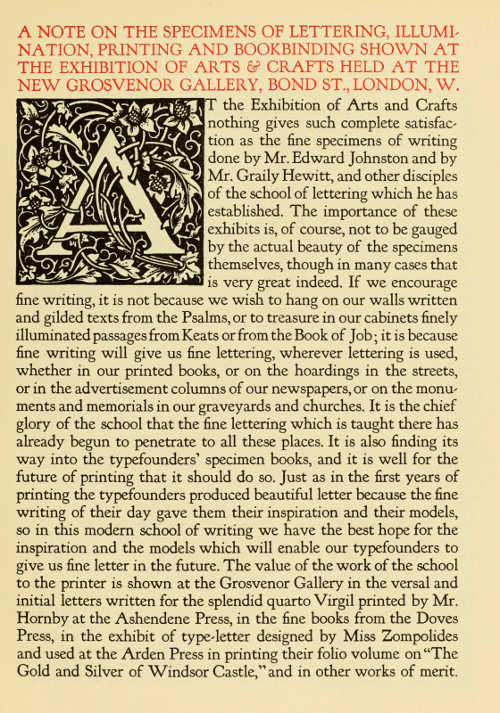 A NOTE ON THE SPECIMENS OF LETTERING, ILLUMI-
NATION, PRINTING AND BOOKBINDING SHOWN AT
THE EXHIBITION OF ARTS & CRAFTS HELD AT THE
NEW GROSVENOR GALLERY, BOND ST., LONDON, W.
AT the Exhibition of Arts and Crafts
nothing gives such complete satisfac-
tion as the fine specimens of writing
done by Mr. Edward Johnston and by
Mr. Graily Hewitt, and other disciples
of the school of lettering which he has
established. The importance of these
exhibits is, of course, not to be gauged
by the actual beauty of the specimens
themselves, though in many cases that
is very great indeed. If we encourage
fine writing, it is not because we wish to hang on our walls written
and gilded texts from the Psalms, or to treasure in our cabinets finely
illuminated passages from Keats or from the Book of Job; it is because
fine writing will give us fine lettering, wherever lettering is used,
whether in our printed books, or on the hoardings in the streets,
or in the advertisement columns of our newspapers, or on the monu-
ments and memorials in our graveyards and churches. It is the chief
glory of the school that the fine lettering which is taught there has
already begun to penetrate to all these places. It is also finding its
way into the typefounders' specimen books, and it is well for the
future of printing that it should do so. Just as in the first years of
printing the typefounders produced beautiful letter because the fine
writing of their day gave them their inspiration and their models,
so in this modern school of writing we have the best hope for the
inspiration and the models which will enable our typefounders to
give us fine letter in the future. The value of the work of the school
to the printer is shown at the Grosvenor Gallery in the versal and
initial letters written for the splendid quarto Virgil printed by Mr.
Hornby at the Ashendene Press, in the fine books from the Doves
Press, in the exhibit of type-letter designed by Miss Zompolides
and used at the Arden Press in printing their folio volume on "The
Gold and Silver of Windsor Castle," and in other works of merit.